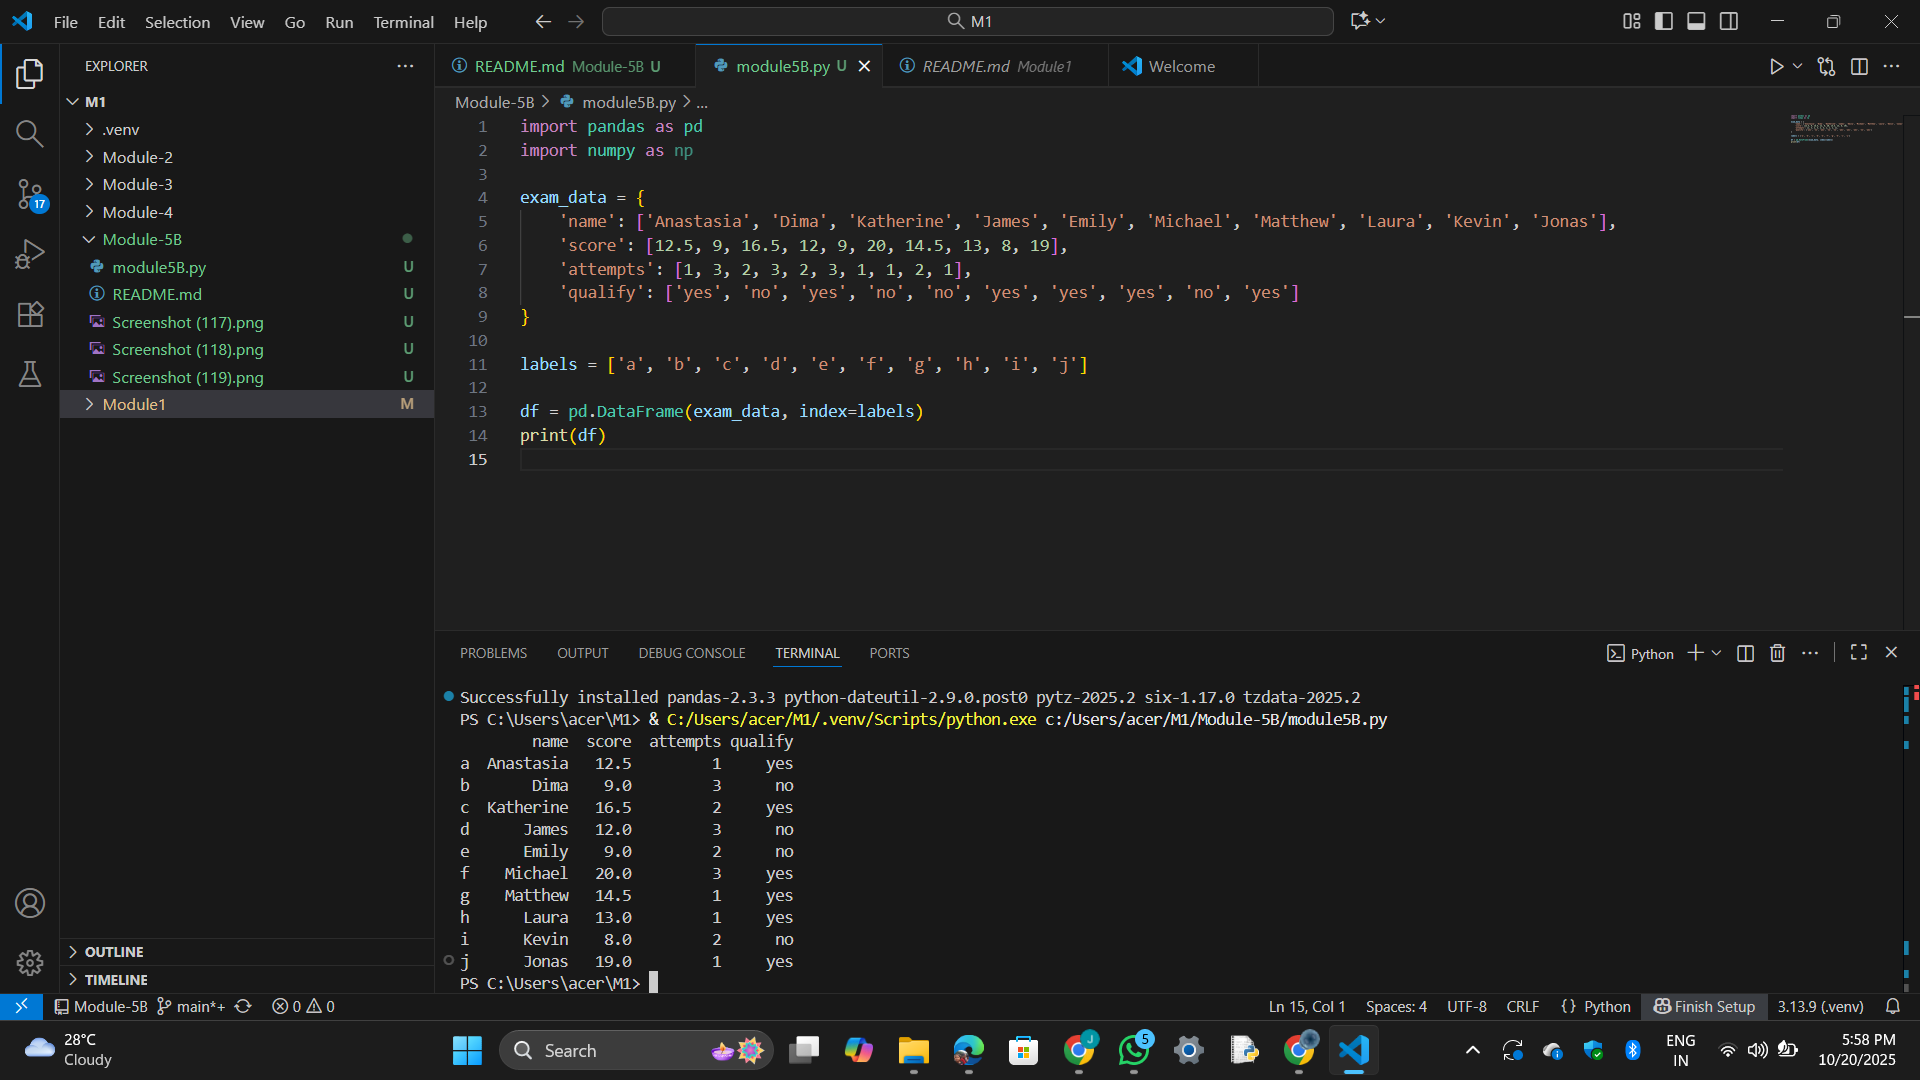 File Edit Selection View Go Run Terminal Help
M1
EXPLORER
M1
.venv
Module-2
Module-3
Module-4
Module-5B
module5B.py U
README.md U
Screenshot (117).png U
Screenshot (118).png U
Screenshot (119).png U
Module1 M
OUTLINE
TIMELINE
17
README.md Module-5B U
module5B.py U
README.md Module1
Welcome
Module-5B > module5B.py > ...
1 import pandas as pd
2 import numpy as np
3
4 exam_data = {
5 'name': ['Anastasia', 'Dima', 'Katherine', 'James', 'Emily', 'Michael', 'Matthew', 'Laura', 'Kevin', 'Jonas'],
6 'score': [12.5, 9, 16.5, 12, 9, 20, 14.5, 13, 8, 19],
7 'attempts': [1, 3, 2, 3, 2, 3, 1, 1, 2, 1],
8 'qualify': ['yes', 'no', 'yes', 'no', 'no', 'yes', 'yes', 'yes', 'no', 'yes']
9 }
10
11 labels = ['a', 'b', 'c', 'd', 'e', 'f', 'g', 'h', 'i', 'j']
12
13 df = pd.DataFrame(exam_data, index=labels)
14 print(df)
15
PROBLEMS OUTPUT DEBUG CONSOLE TERMINAL PORTS
Python
Successfully installed pandas-2.3.3 python-dateutil-2.9.0.post0 pytz-2025.2 six-1.17.0 tzdata-2025.2
PS C:\Users\acer\M1> & C:/Users/acer/M1/.venv/Scripts/python.exe c:/Users/acer/M1/Module-5B/module5B.py
name score attempts qualify
a Anastasia 12.5 1 yes
b Dima 9.0 3 no
c Katherine 16.5 2 yes
d James 12.0 3 no
e Emily 9.0 2 no
f Michael 20.0 3 yes
g Matthew 14.5 1 yes
h Laura 13.0 1 yes
i Kevin 8.0 2 no
j Jonas 19.0 1 yes
PS C:\Users\acer\M1>
Module-5B main*+ 0 0
Ln 15, Col 1 Spaces: 4 UTF-8 CRLF {} Python Finish Setup 3.13.9 (.venv)
28°C
Cloudy
Search
J
5
ENG
IN
5:58 PM
10/20/2025